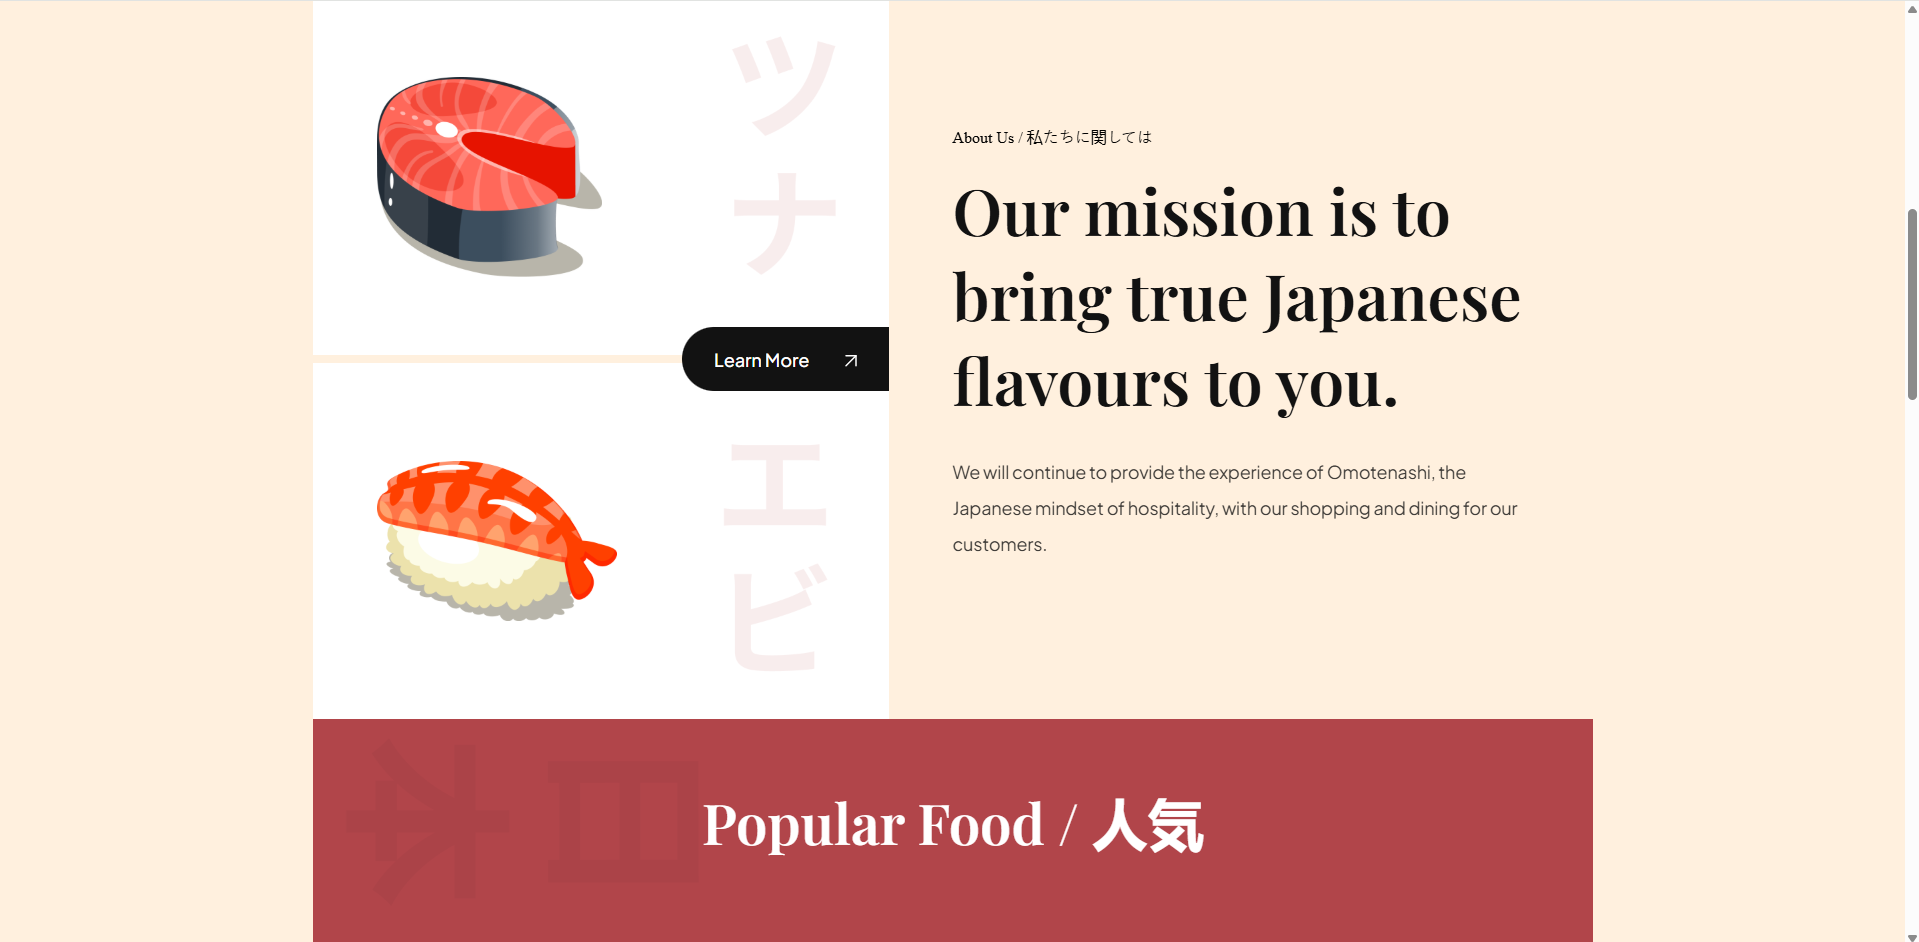 ツナ
Learn More
エビ
About Us / 私たちに関しては
Our mission is to
bring true Japanese
flavours to you.
We will continue to provide the experience of Omotenashi, the
Japanese mindset of hospitality, with our shopping and dining for our
customers.
日本
Popular Food / 人気